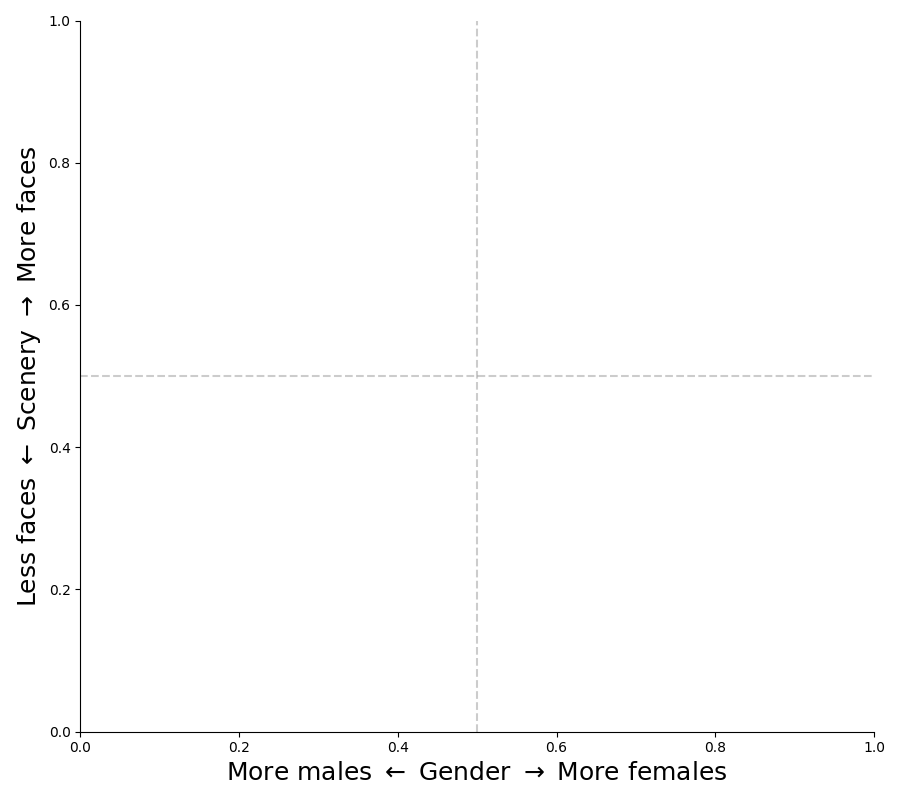 1.0
0.8
0.6
0.4
0.2
0.0
Less faces ← Scenery → More faces
0.0 0.2 0.4 0.6 0.8 1.0
More males ← Gender → More females